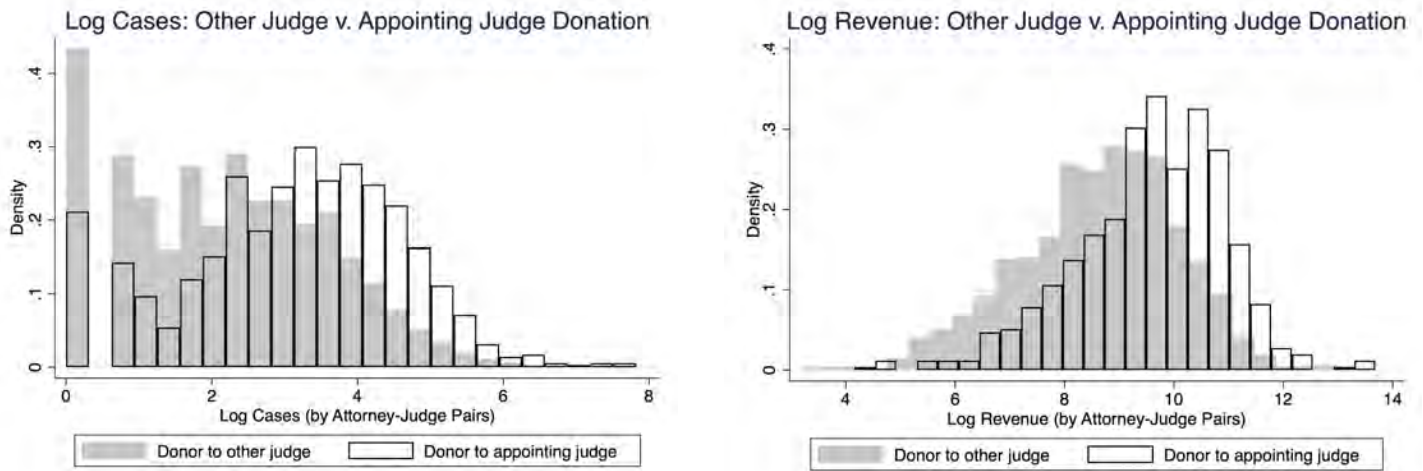 Log Cases: Other Judge v. Appointing Judge Donation
.4
.3
.2
.1
0
Density
0
2
4
6
8
Log Cases (by Attorney-Judge Pairs)
Donor to other judge
Donor to appointing judge
Log Revenue: Other Judge v. Appointing Judge Donation
.4
.3
.2
.1
0
Density
4
6
8
10
12
14
Log Revenue (by Attorney-Judge Pairs)
Donor to other judge
Donor to appointing judge